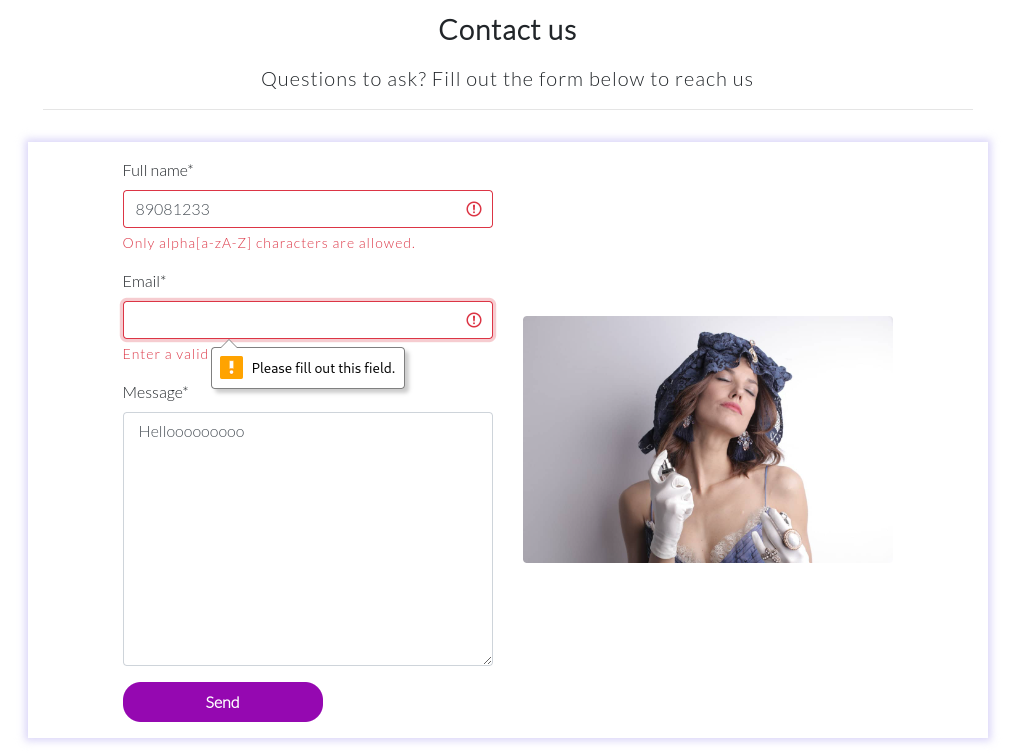 Contact us
Questions to ask? Fill out the form below to reach us
Full name*
89081233
Only alpha[a-zA-Z] characters are allowed.
Email*
Enter a valid
Please fill out this field.
Message*
Hellooooooooo
Send